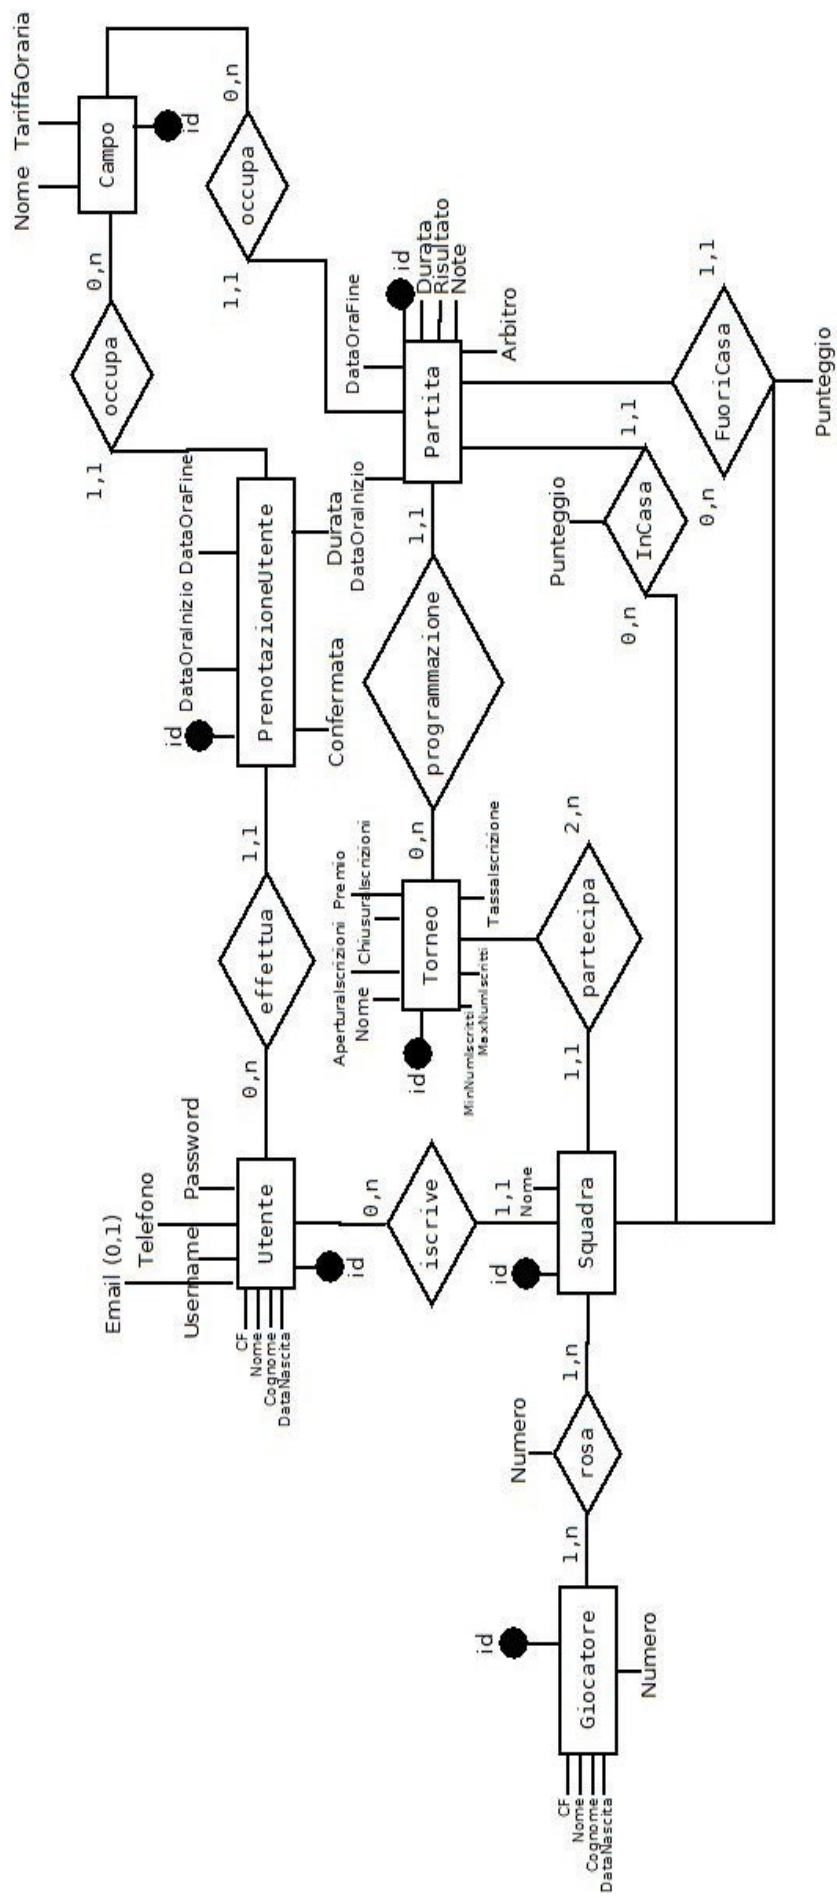 Email (0,1)
Telefono
Username
Password
CF
Nome
Cognome
DataNascita
Utente
id
0,n
effettua
1,1
id
DataOraInizio
DataOraFine
PrenotazioneUtente
Confermata
Durata
1,1
occupa
0,n
Nome
TariffaOraria
Campo
id
0,n
occupa
1,1
0,n
iscrive
1,1
AperturaIscrizioni
Premio
Nome
ChiusuraIscrizioni
Torneo
id
MinNumIscritti
MaxNumIscritti
TassaIscrizione
0,n
programmazione
1,1
DataOraInizio
DataOraFine
id
Durata
Risultato
Note
Partita
Arbitro
id
Nome
Squadra
1,1
partecipa
2,n
Punteggio
0,n
InCasa
1,1
0,n
FuoriCasa
1,1
Punteggio
1,n
rosa
Numero
1,n
id
Giocatore
Numero
CF
Nome
Cognome
DataNascita